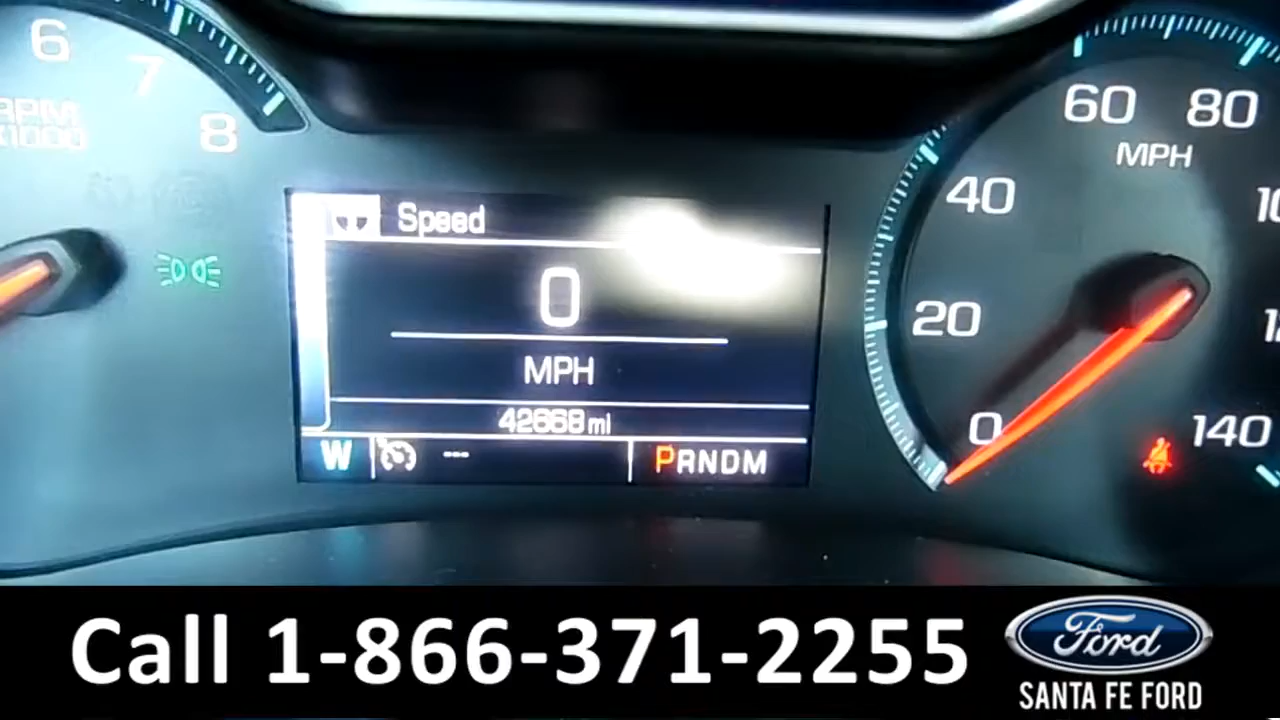 6
7
8
RPM
x1000
Speed
0
MPH
42668 mi
W --- PRNDM
0
20
40
60
80
MPH
140
Call 1-866-371-2255
Ford
SANTA FE FORD